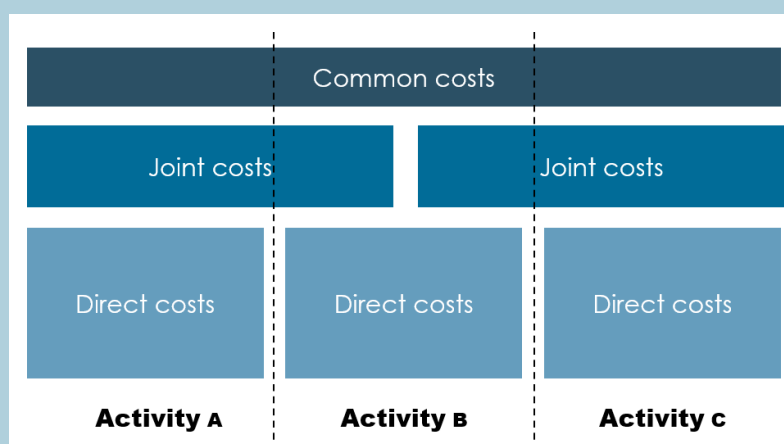 Common costs
Joint costs
Joint costs
Direct costs
Direct costs
Direct costs
Activity A
Activity B
Activity C